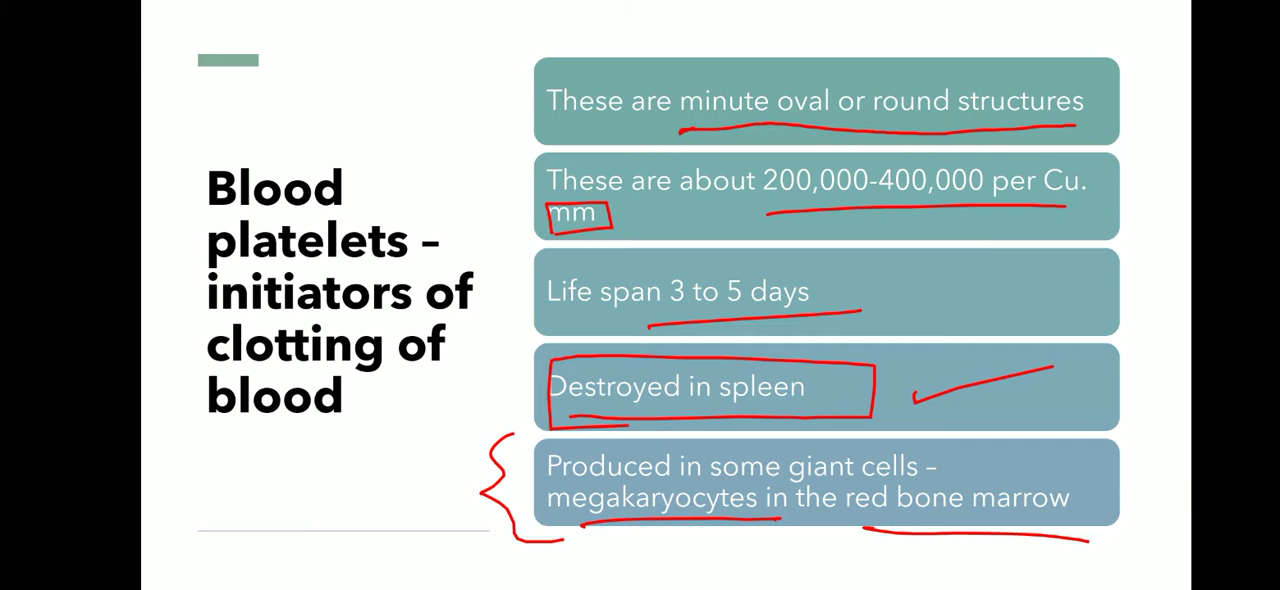 Blood
platelets –
initiators of
clotting of
blood
These are minute oval or round structures
These are about 200,000-400,000 per Cu.
mm
Life span 3 to 5 days
Destroyed in spleen
Produced in some giant cells –
megakaryocytes in the red bone marrow